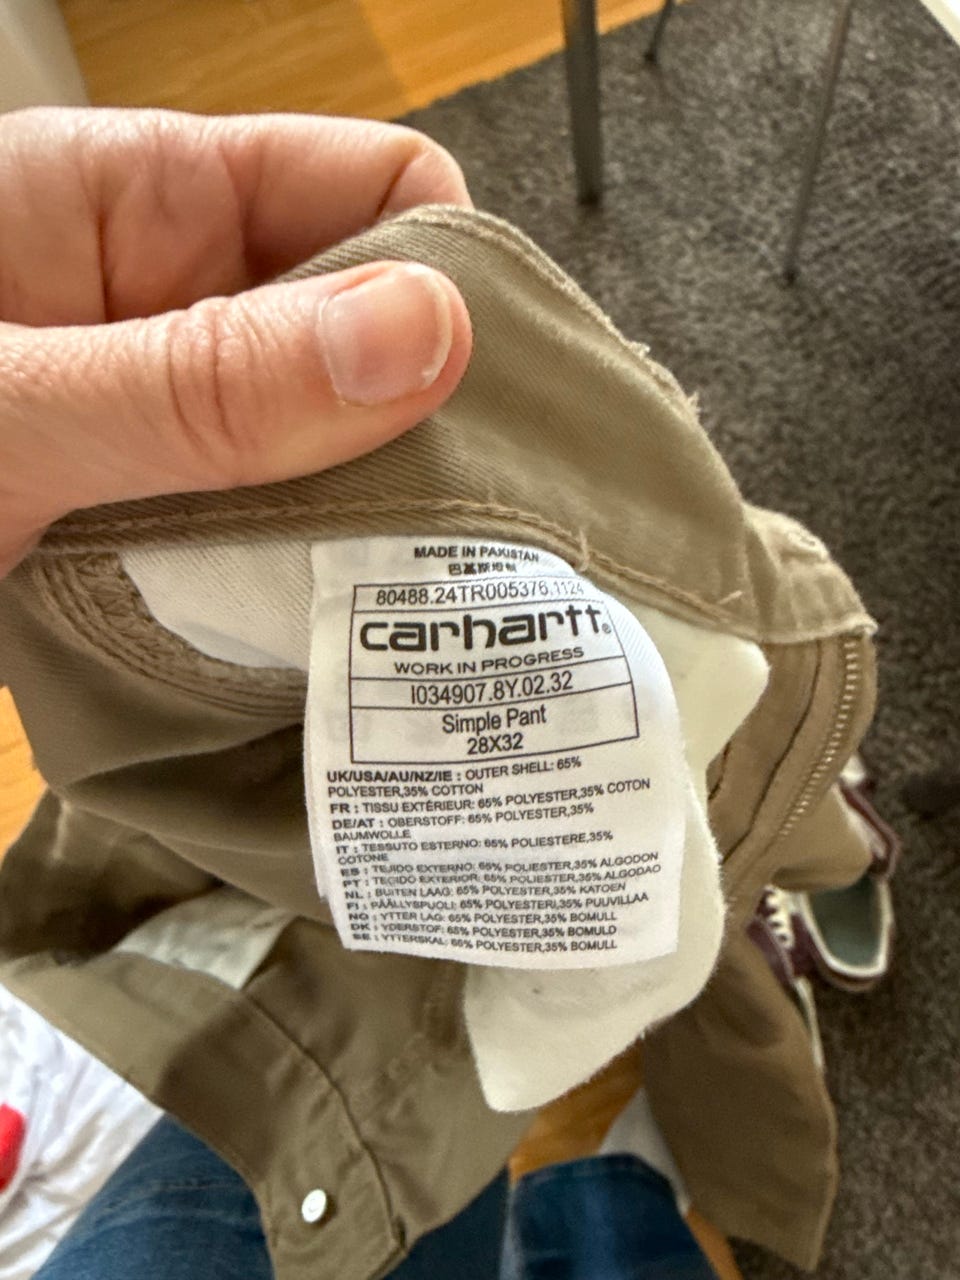 MADE IN PAKISTAN
巴基斯坦制
80488.24TR005376.1124
carhartt®
WORK IN PROGRESS
I034907.8Y.02.32
Simple Pant
28X32
UK/USA/AU/NZ/IE : OUTER SHELL: 65%
POLYESTER,35% COTTON
FR : TISSU EXTÉRIEUR: 65% POLYESTER,35% COTON
DE/AT : OBERSTOFF: 65% POLYESTER,35%
BAUMWOLLE
IT : TESSUTO ESTERNO: 65% POLIESTERE,35%
COTONE
ES : TEJIDO EXTERNO: 65% POLIESTER,35% ALGODON
PT : TECIDO EXTERIOR: 65% POLIESTER,35% ALGODAO
NL : BUITEN LAAG: 65% POLYESTER,35% KATOEN
FI : PÄÄLLYSPUOLI: 65% POLYESTERI,35% PUUVILLAA
NO : YTTER LAG: 65% POLYESTER,35% BOMULL
DK : YDERSTOF: 65% POLYESTER,35% BOMULD
SE : YTTERSKAL: 65% POLYESTER,35% BOMULL